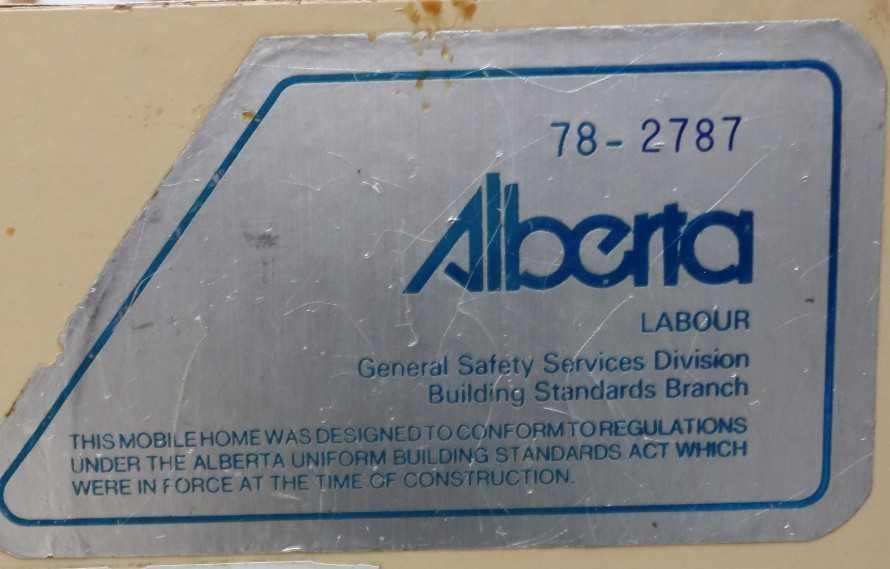 78-2787
Alberta
LABOUR
General Safety Services Division
Building Standards Branch
THIS MOBILE HOME WAS DESIGNED TO CONFORM TO REGULATIONS
UNDER THE ALBERTA UNIFORM BUILDING STANDARDS ACT WHICH
WERE IN FORCE AT THE TIME OF CONSTRUCTION.